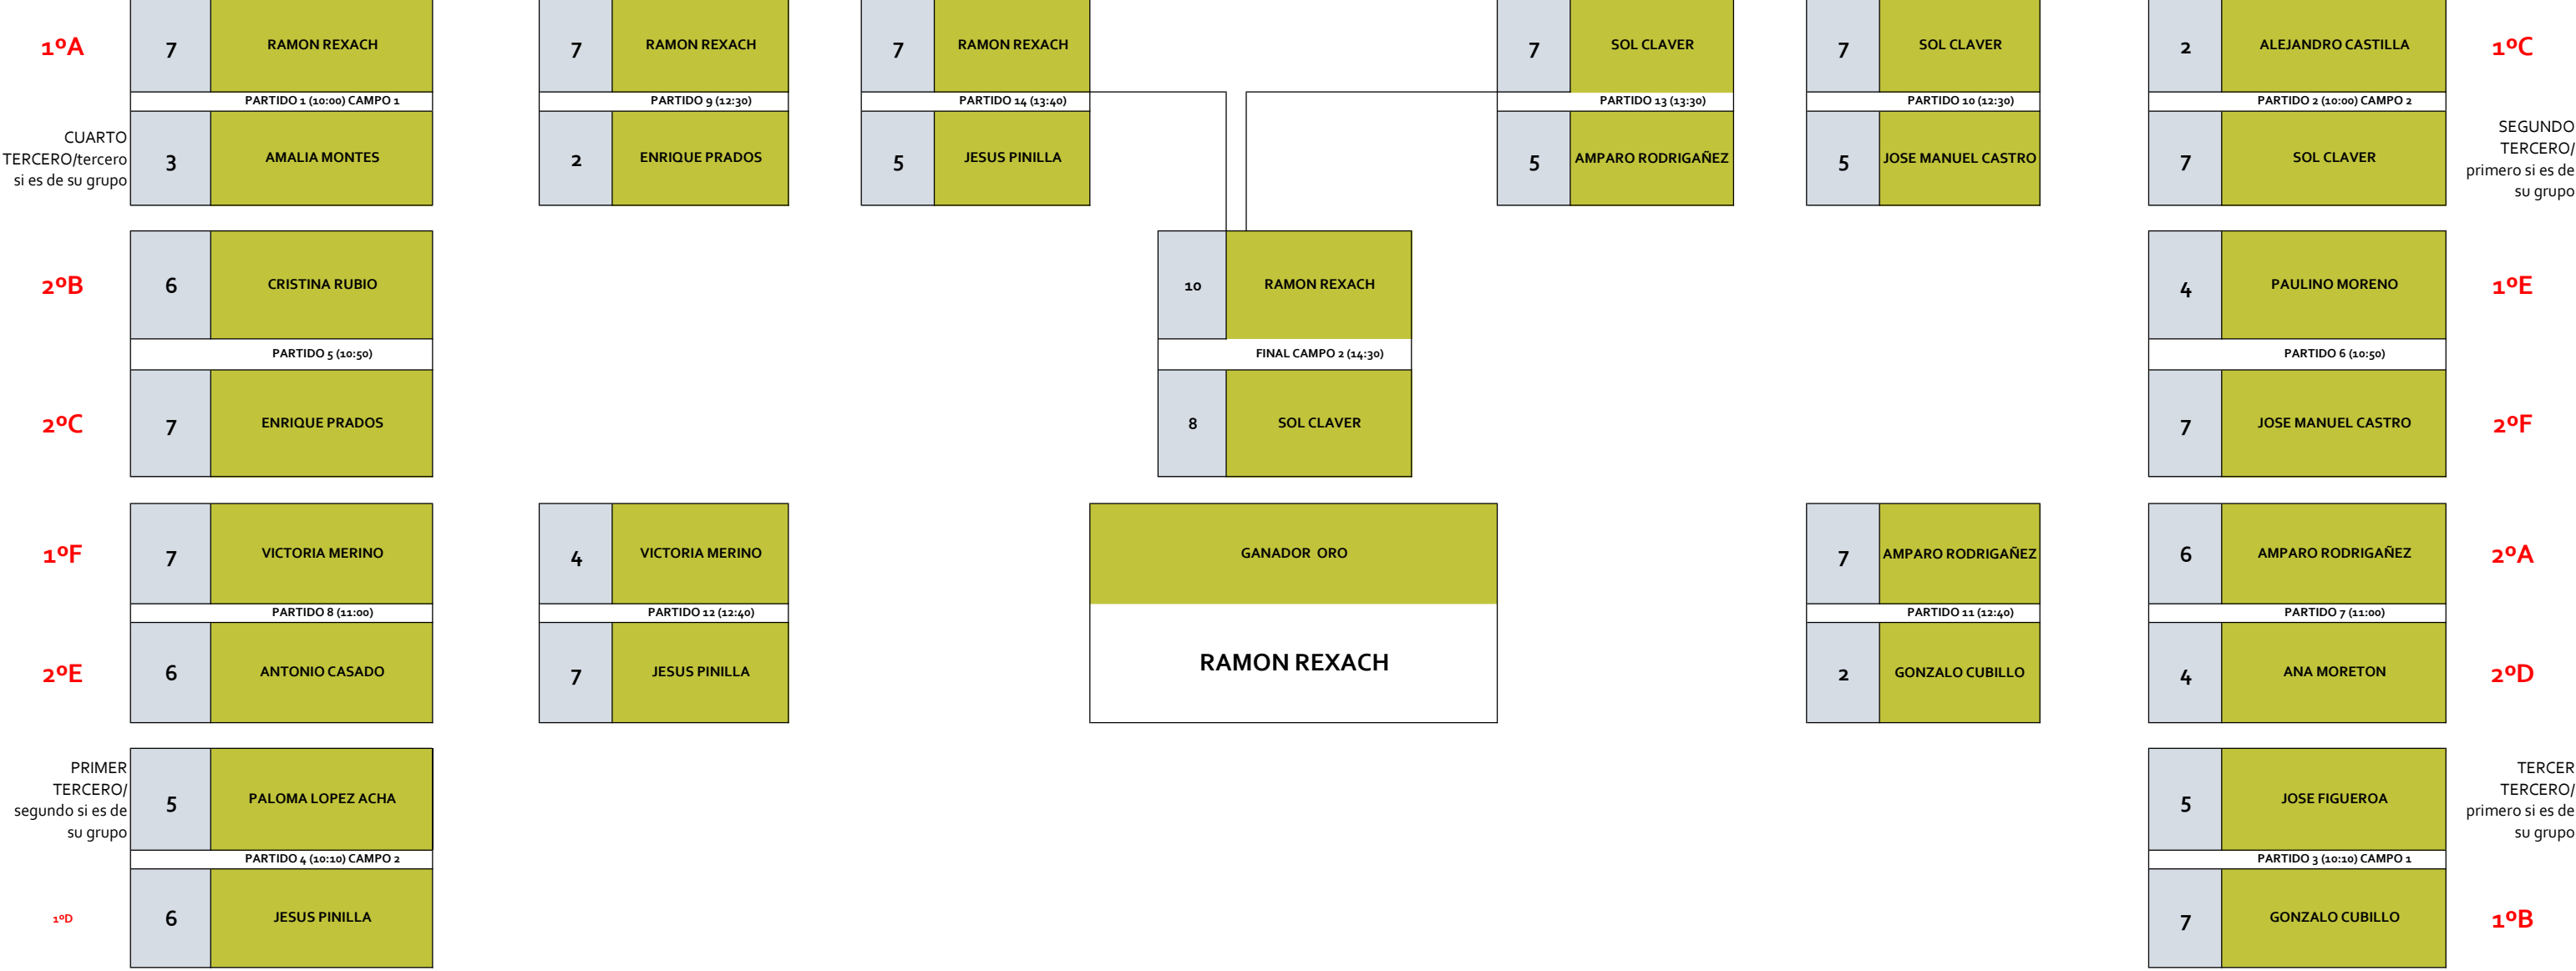 1ºA
7
RAMON REXACH
PARTIDO 1 (10:00) CAMPO 1
CUARTO
TERCERO/tercero
si es de su grupo
3
AMALIA MONTES
2ºB
6
CRISTINA RUBIO
PARTIDO 5 (10:50)
2ºC
7
ENRIQUE PRADOS
1ºF
7
VICTORIA MERINO
PARTIDO 8 (11:00)
2ºE
6
ANTONIO CASADO
PRIMER
TERCERO/
segundo si es de
su grupo
5
PALOMA LOPEZ ACHA
PARTIDO 4 (10:10) CAMPO 2
1ºD
6
JESUS PINILLA
7
RAMON REXACH
PARTIDO 9 (12:30)
2
ENRIQUE PRADOS
4
VICTORIA MERINO
PARTIDO 12 (12:40)
7
JESUS PINILLA
7
RAMON REXACH
PARTIDO 14 (13:40)
5
JESUS PINILLA
10
RAMON REXACH
FINAL CAMPO 2 (14:30)
8
SOL CLAVER
GANADOR ORO
RAMON REXACH
7
SOL CLAVER
PARTIDO 13 (13:30)
5
AMPARO RODRIGAÑEZ
7
SOL CLAVER
PARTIDO 10 (12:30)
5
JOSE MANUEL CASTRO
7
AMPARO RODRIGAÑEZ
PARTIDO 11 (12:40)
2
GONZALO CUBILLO
2
ALEJANDRO CASTILLA
1ºC
PARTIDO 2 (10:00) CAMPO 2
7
SOL CLAVER
SEGUNDO
TERCERO/
primero si es de
su grupo
4
PAULINO MORENO
1ºE
PARTIDO 6 (10:50)
7
JOSE MANUEL CASTRO
2ºF
6
AMPARO RODRIGAÑEZ
2ºA
PARTIDO 7 (11:00)
4
ANA MORETON
2ºD
5
JOSE FIGUEROA
TERCER
TERCERO/
primero si es de
su grupo
PARTIDO 3 (10:10) CAMPO 1
7
GONZALO CUBILLO
1ºB